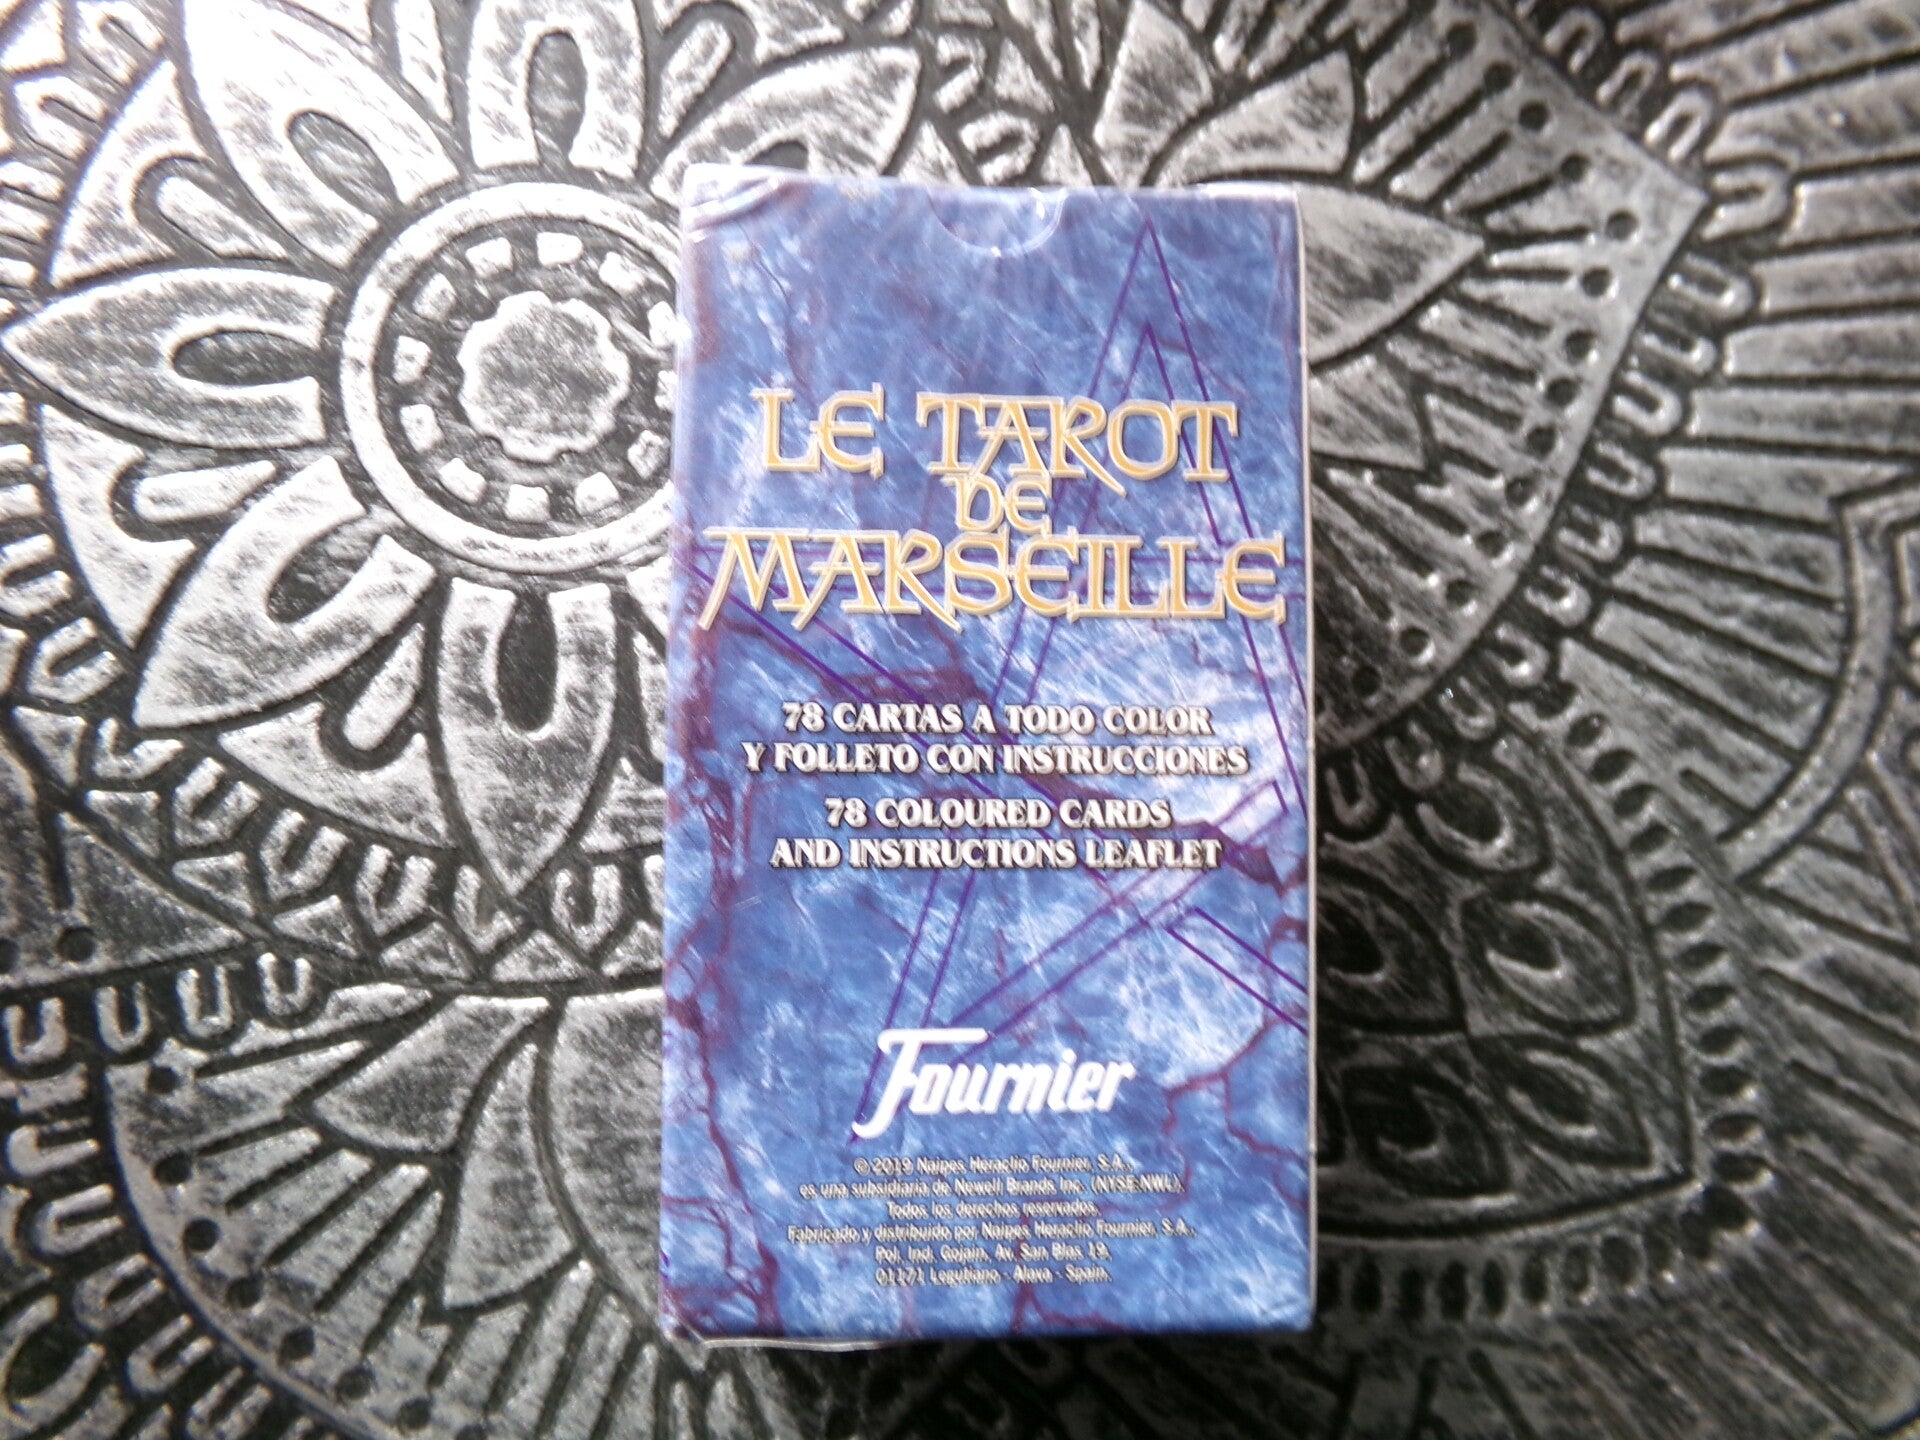 LE TAROT
DE
MARSEILLE
78 CARTAS A TODO COLOR
Y FOLLETO CON INSTRUCCIONES
78 COLOURED CARDS
AND INSTRUCTIONS LEAFLET
Fournier
© 2019 Naipes Heraclio Fournier, S.A.,
es una subsidiaria de Newell Brands Inc. (NYSE:NWL).
Todos los derechos reservados.
Fabricado y distribuido por Naipes Heraclio Fournier, S.A.,
Pol. Ind. Gojain, Av. San Blas 19,
01171 Legutiano - Alava - Spain.